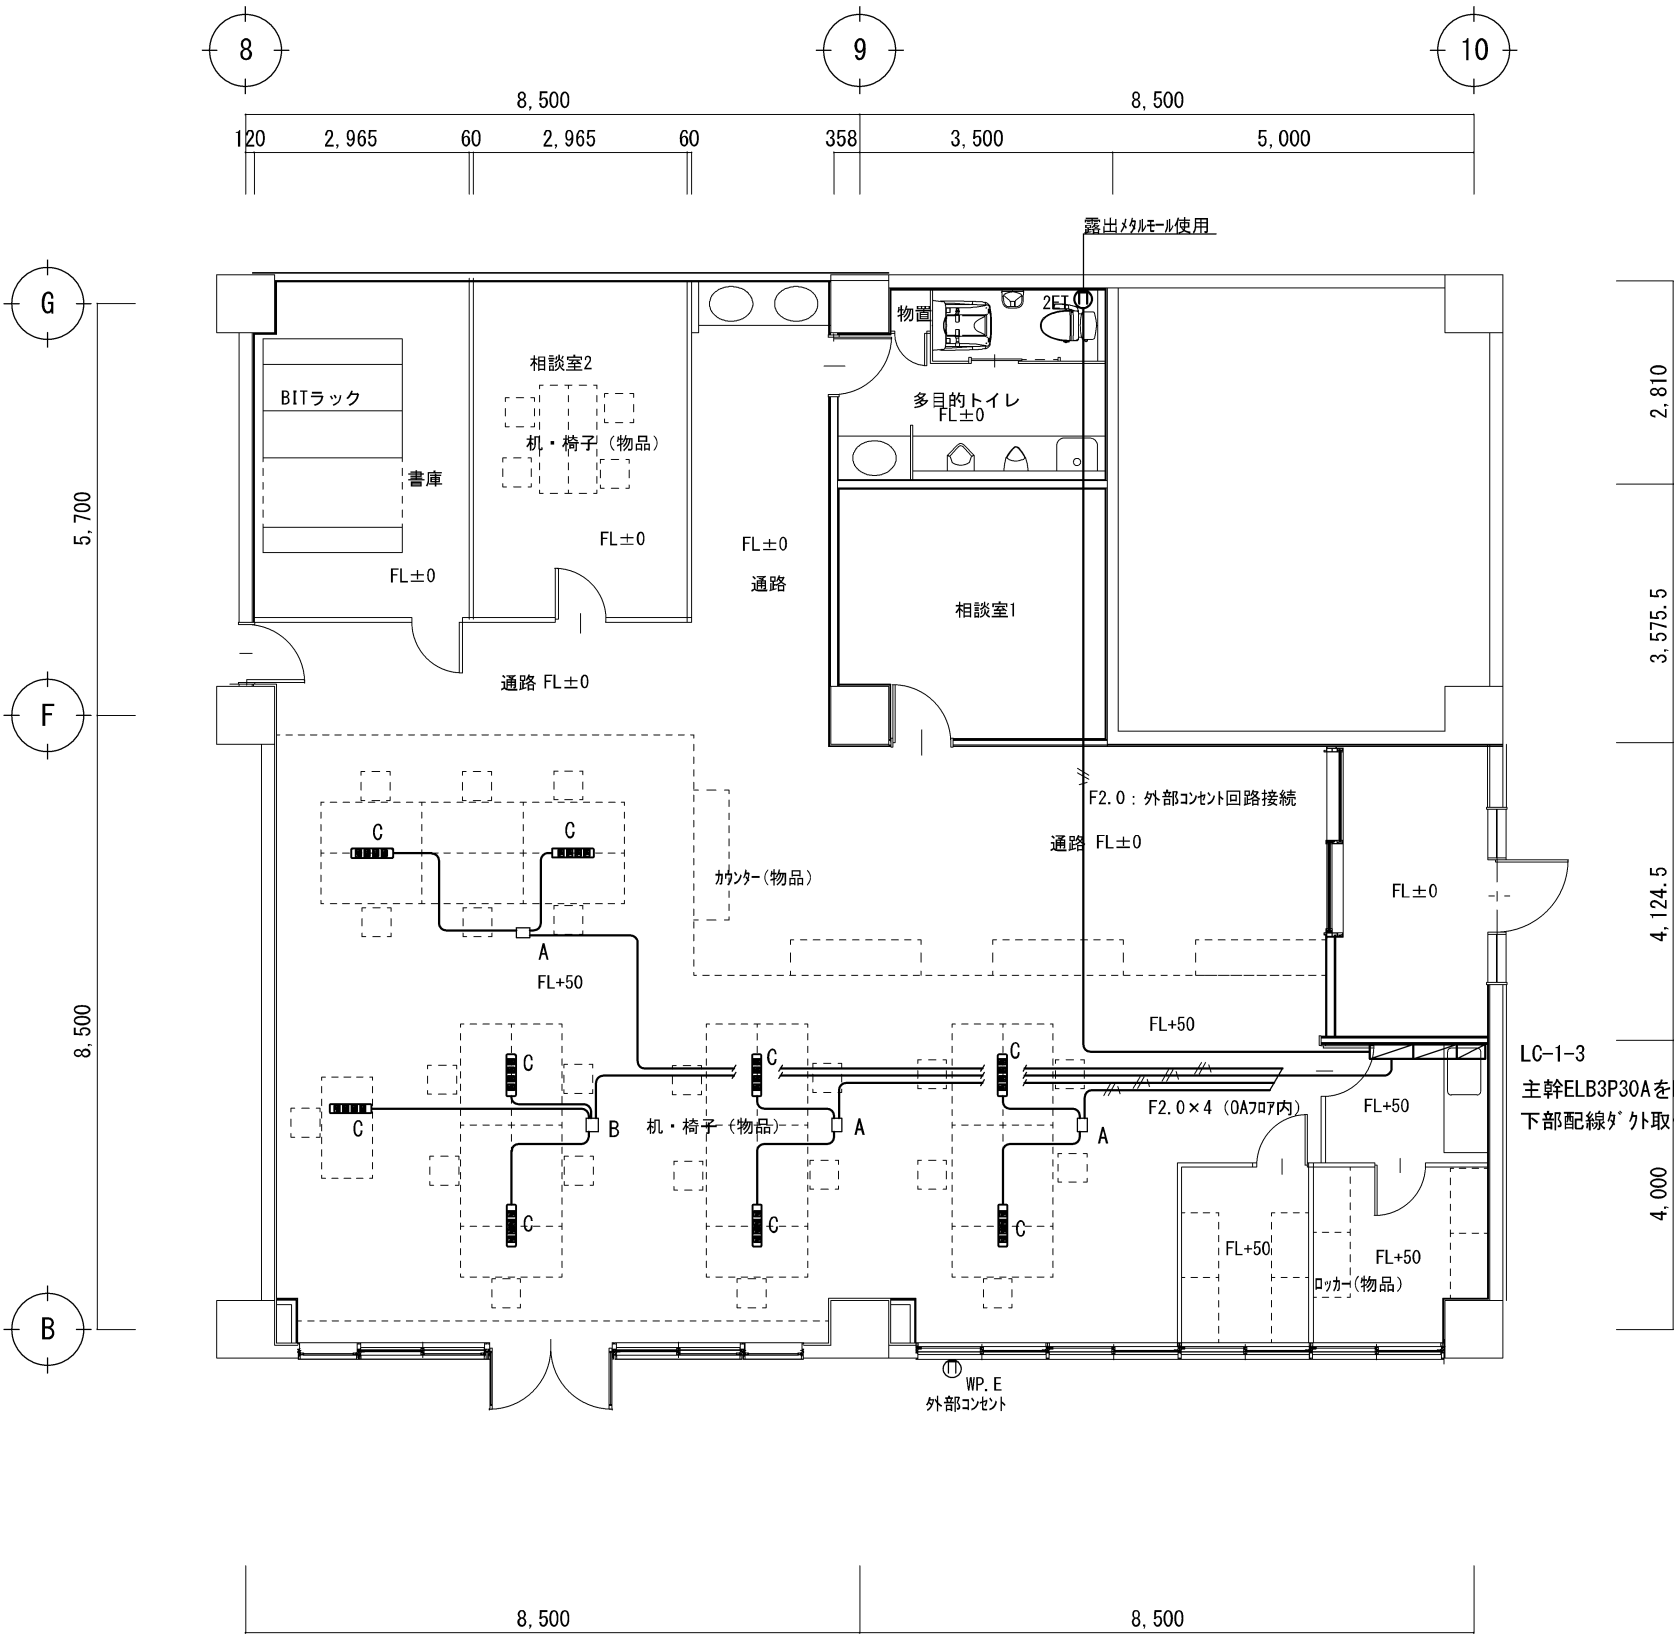 8
9
10
8,500
8,500
120
2,965
60
2,965
60
358
3,500
5,000
露出ﾒﾀﾙﾓｰﾙ使用
G
物置
2ET
相談室2
BITラック
多目的トイレ
FL±0
2,810
机・椅子（物品）
書庫
5,700
FL±0
FL±0
FL±0
通路
相談室1
3,575.5
通路 FL±0
F
F2.0：外部ｺﾝｾﾝﾄ回路接続
C
C
通路 FL±0
ｶｳﾝﾀｰ(物品)
FL±0
4,124.5
A
FL+50
8,500
FL+50
C
C
C
LC-1-3
主幹ELB3P30Aを
下部配線ﾀﾞｸﾄ取
F2.0×4（OAﾌﾛｱ内）
FL+50
C
B
机・椅子（物品）
A
A
4,000
C
C
C
FL+50
FL+50
ﾛｯｶｰ(物品)
B
WP.E
外部ｺﾝｾﾝﾄ
8,500
8,500